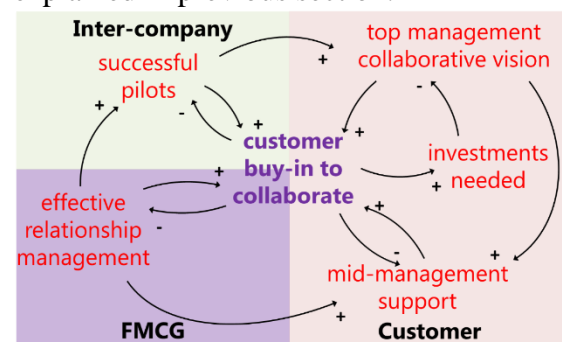 Inter-company
successful
pilots
top management
collaborative vision
+
+
-
-
+
+
customer
buy-in to
collaborate
+
investments
needed
+
+
effective
relationship
management
-
+
-
+
mid-management
support
+
FMCG
Customer